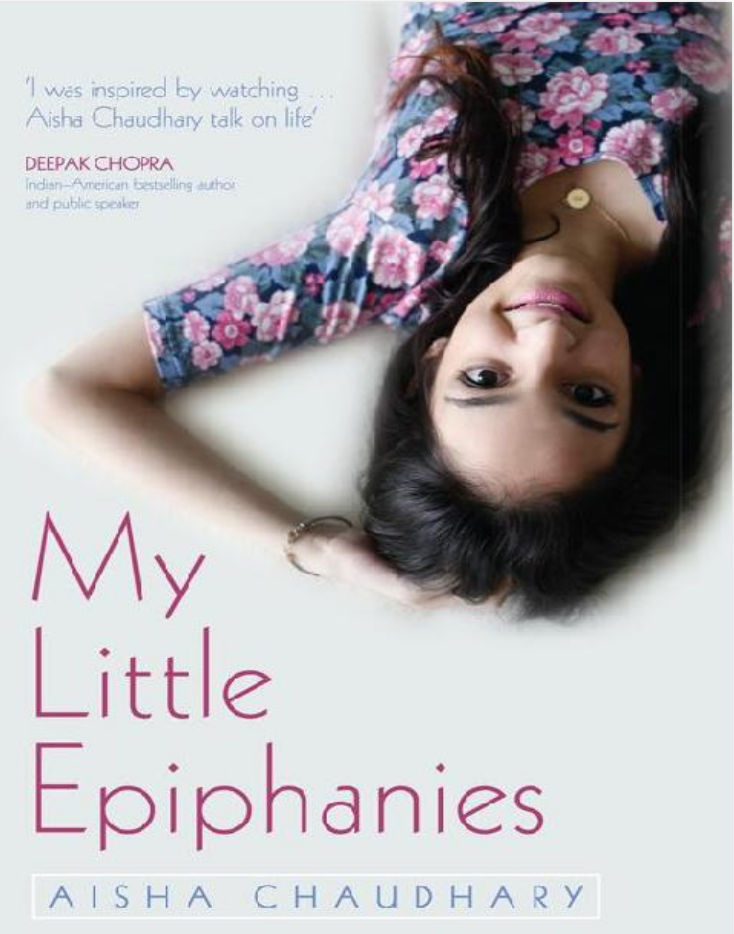 'I was inspired by watching ...
Aisha Chaudhary talk on life'
DEEPAK CHOPRA
Indian–American bestselling author
and public speaker
My
Little
Epiphanies
AISHA CHAUDHARY